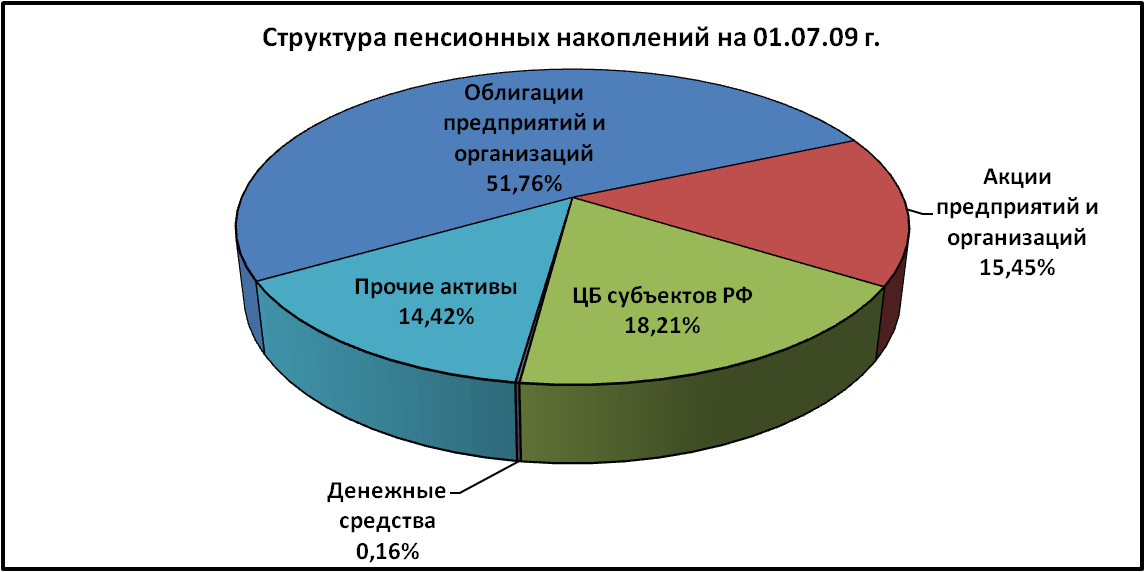 Структура пенсионных накоплений на 01.07.09 г.
Облигации
предприятий и
организаций
51,76%
Акции
предприятий и
организаций
15,45%
Прочие активы
14,42%
ЦБ субъектов РФ
18,21%
Денежные
средства
0,16%